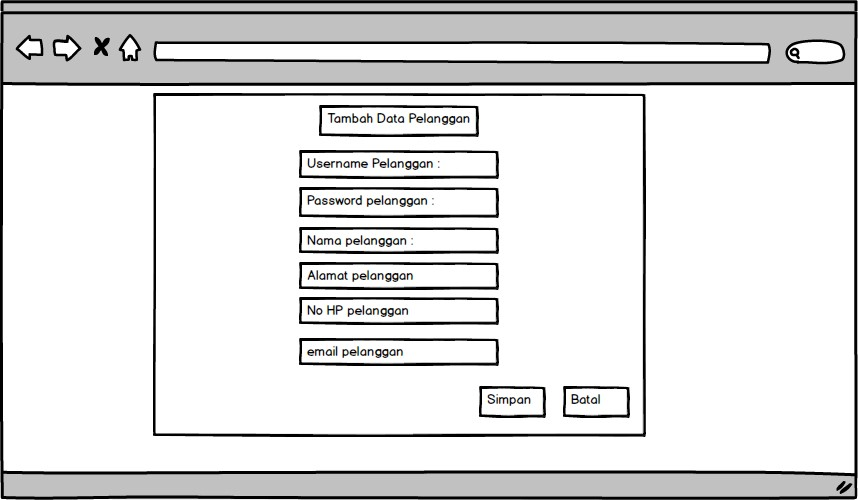 Tambah Data Pelanggan
Username Pelanggan :
Password pelanggan :
Nama pelanggan :
Alamat pelanggan
No HP pelanggan
email pelanggan
Simpan
Batal